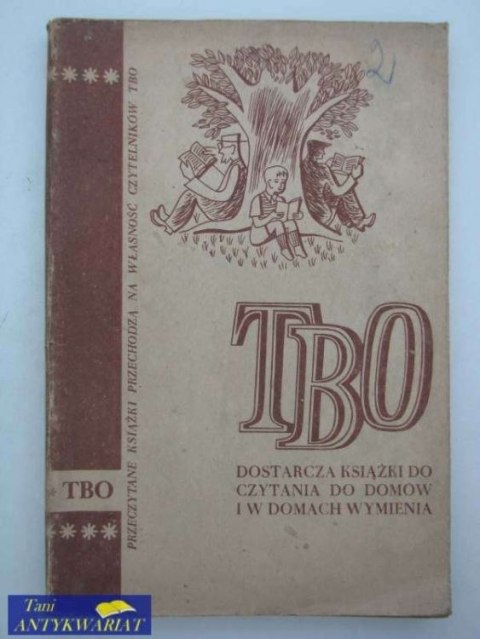 2
PRZECZYTANE KSIĄŻKI PRZECHODZĄ NA WŁASNOŚĆ CZYTELNIKÓW TBO
TBO
DOSTARCZA KSIĄŻKI DO
CZYTANIA DO DOMÓW
I W DOMACH WYMIENIA
TBO
Tani
ANTYKWARIAT